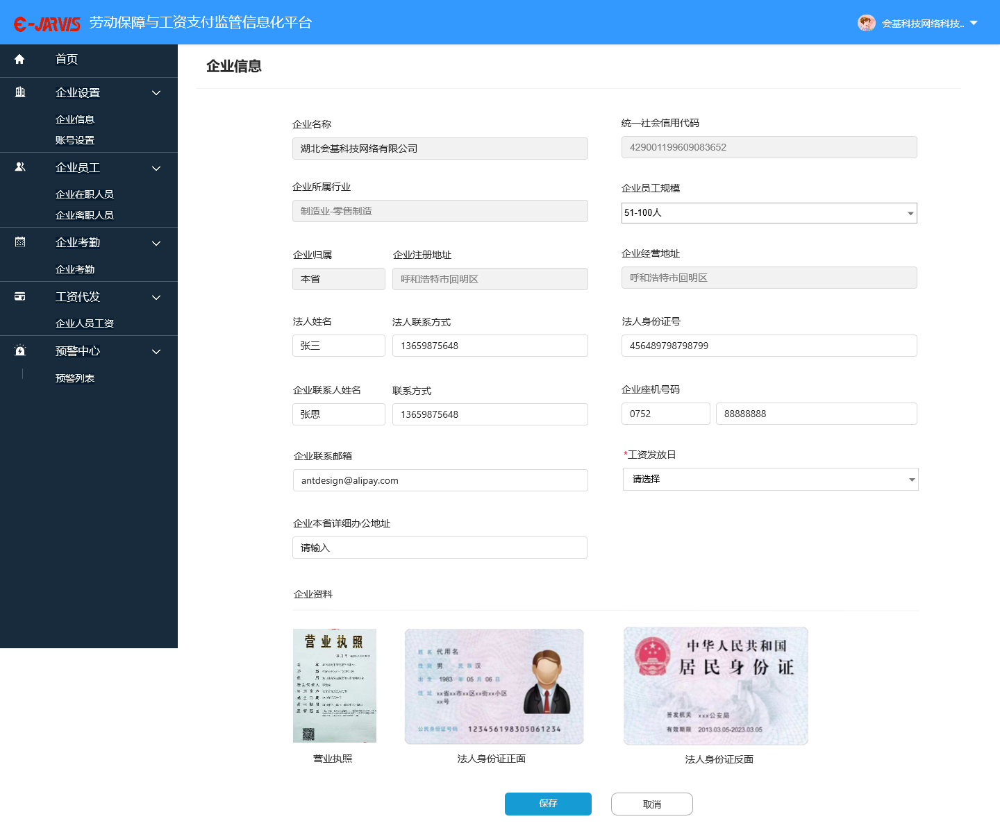 e-JARVIS 劳动保障与工资支付监管信息化平台
会基科技网络科技..
首页
企业设置
企业信息
账号设置
企业员工
企业在职人员
企业离职人员
企业考勤
企业考勤
工资代发
企业人员工资
预警中心
预警列表
企业信息
企业名称
湖北会基科技网络有限公司
统一社会信用代码
429001199609083652
企业所属行业
制造业-零售制造
企业员工规模
51-100人
企业归属
本省
企业注册地址
呼和浩特市回明区
企业经营地址
呼和浩特市回明区
法人姓名
张三
法人联系方式
13659875648
法人身份证号
456489798798799
企业联系人姓名
张思
联系方式
13659875648
企业座机号码
0752 88888888
企业联系邮箱
antdesign@alipay.com
*工资发放日
请选择
企业本省详细办公地址
请输入
企业资料
营业执照
姓名 代用名
性别 男 民族 汉
出生 1983 年 05 月 06 日
住址 xx省xx市xx区xx街xx小区
xx号
公民身份证号码 123456198305061234
中华人民共和国
居民身份证
签发机关 xxx公安局
有效期限 2013.03.05-2023.03.05
营业执照
法人身份证正面
法人身份证反面
保存
取消